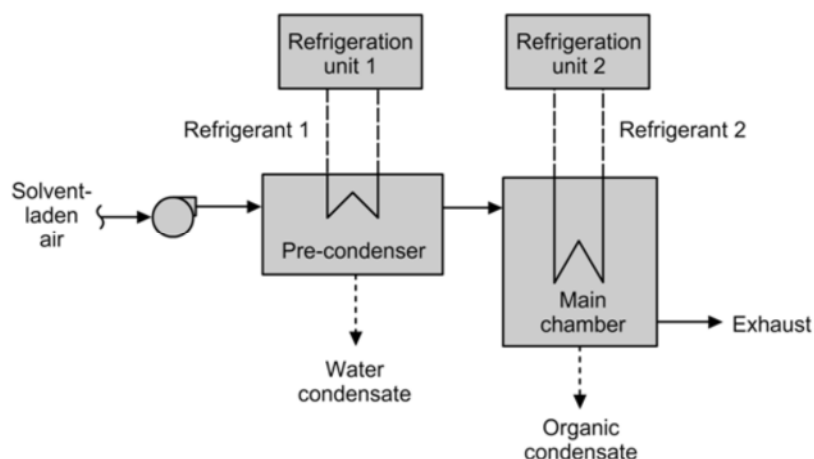 Refrigeration
unit 1
Refrigeration
unit 2
Refrigerant 1
Refrigerant 2
Solvent-
laden
air
Pre-condenser
Main
chamber
Exhaust
Water
condensate
Organic
condensate